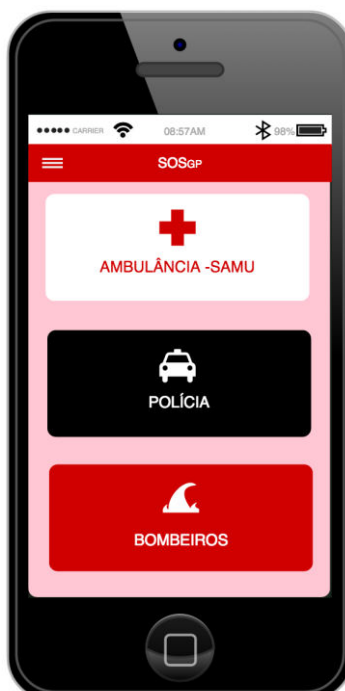 CARRIER 08:57AM 98%
SOSGP
AMBULÂNCIA -SAMU
POLÍCIA
BOMBEIROS